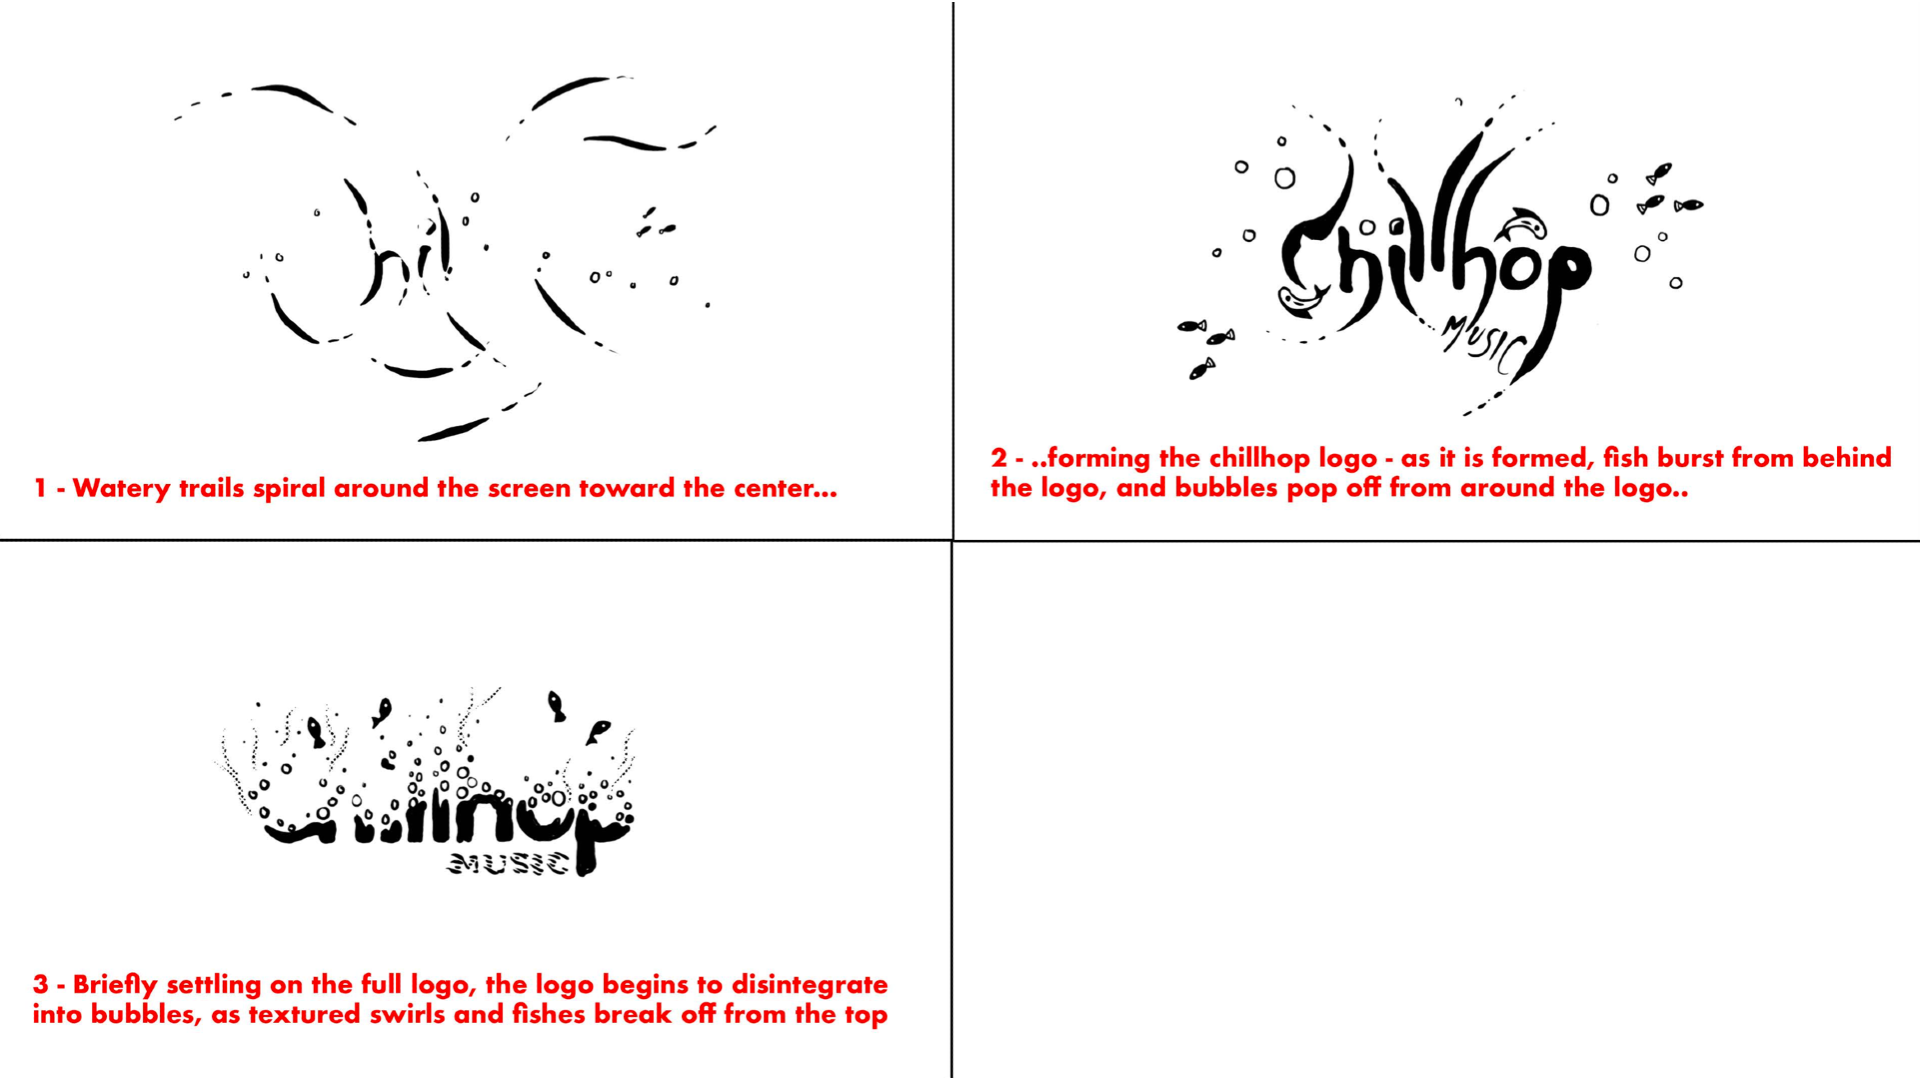 hil
1 - Watery trails spiral around the screen toward the center...
Chillhop
MUSIC
2 - ..forming the chillhop logo - as it is formed, fish burst from behind
the logo, and bubbles pop off from around the logo..
Chillhop
MUSIC
3 - Briefly settling on the full logo, the logo begins to disintegrate
into bubbles, as textured swirls and fishes break off from the top